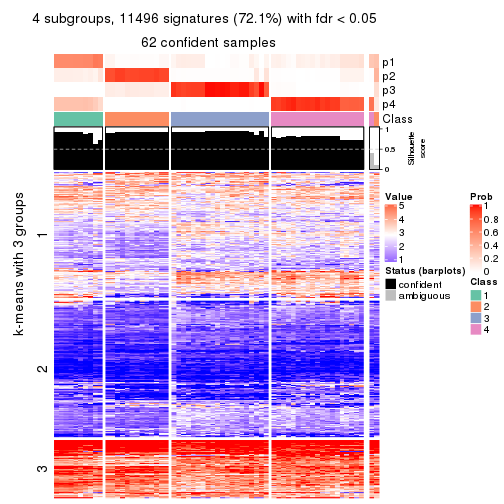 4 subgroups, 11496 signatures (72.1%) with fdr < 0.05
62 confident samples
p1
p2
p3
p4
Class
1
0.5
0
Silhouette
score
k-means with 3 groups
1
2
3
Value
5
4
3
2
1
Status (barplots)
confident
ambiguous
Prob
1
0.8
0.6
0.4
0.2
0
Class
1
2
3
4